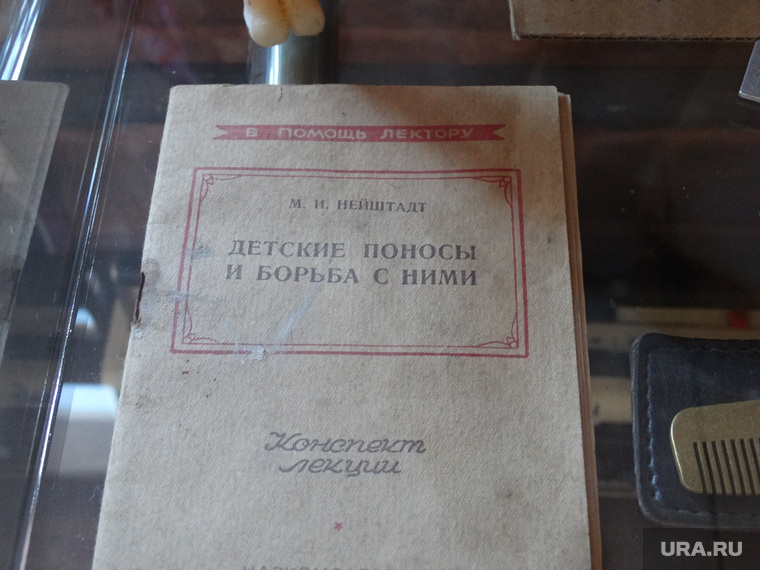 В ПОМОЩЬ ЛЕКТОРУ
М. И. НЕЙШТАДТ
ДЕТСКИЕ ПОНОСЫ
И БОРЬБА С НИМИ
Конспект
лекции
URA.RU